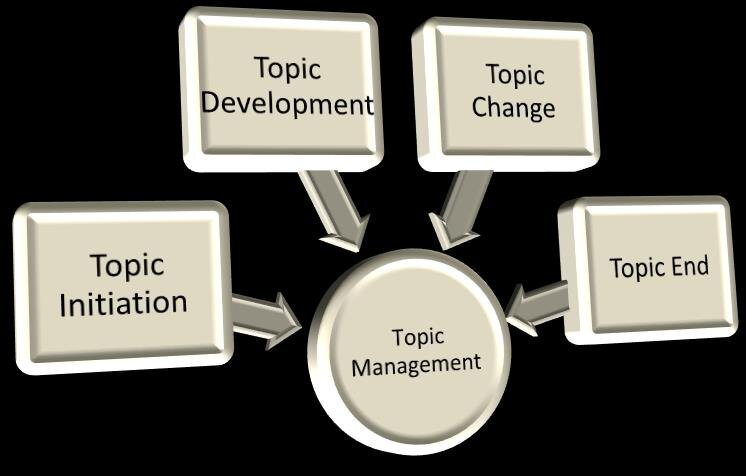 Topic
Development
Topic
Change
Topic
Initiation
Topic End
Topic
Management